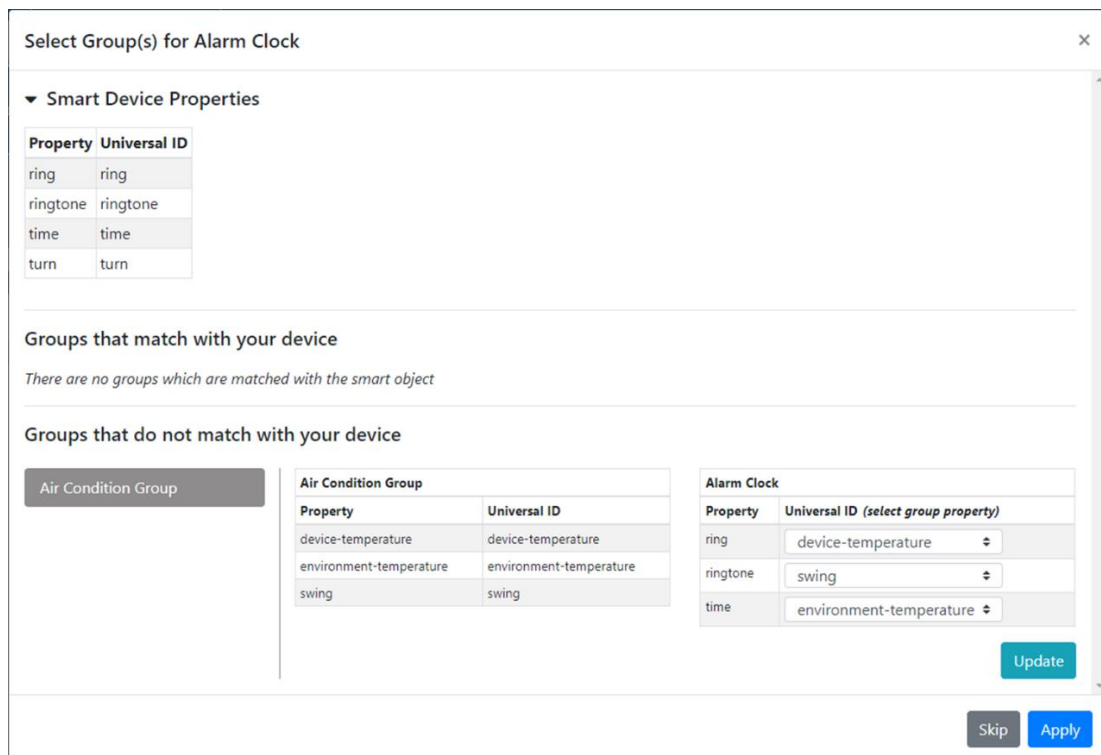 Select Group(s) for Alarm Clock ×
Smart Device Properties
Property Universal ID
ring ring
ringtone ringtone
time time
turn turn
Groups that match with your device
There are no groups which are matched with the smart object
Groups that do not match with your device
Air Condition Group
Air Condition Group
Property Universal ID
device-temperature device-temperature
environment-temperature environment-temperature
swing swing
Alarm Clock
Property Universal ID (select group property)
ring device-temperature
ringtone swing
time environment-temperature
Update
Skip Apply